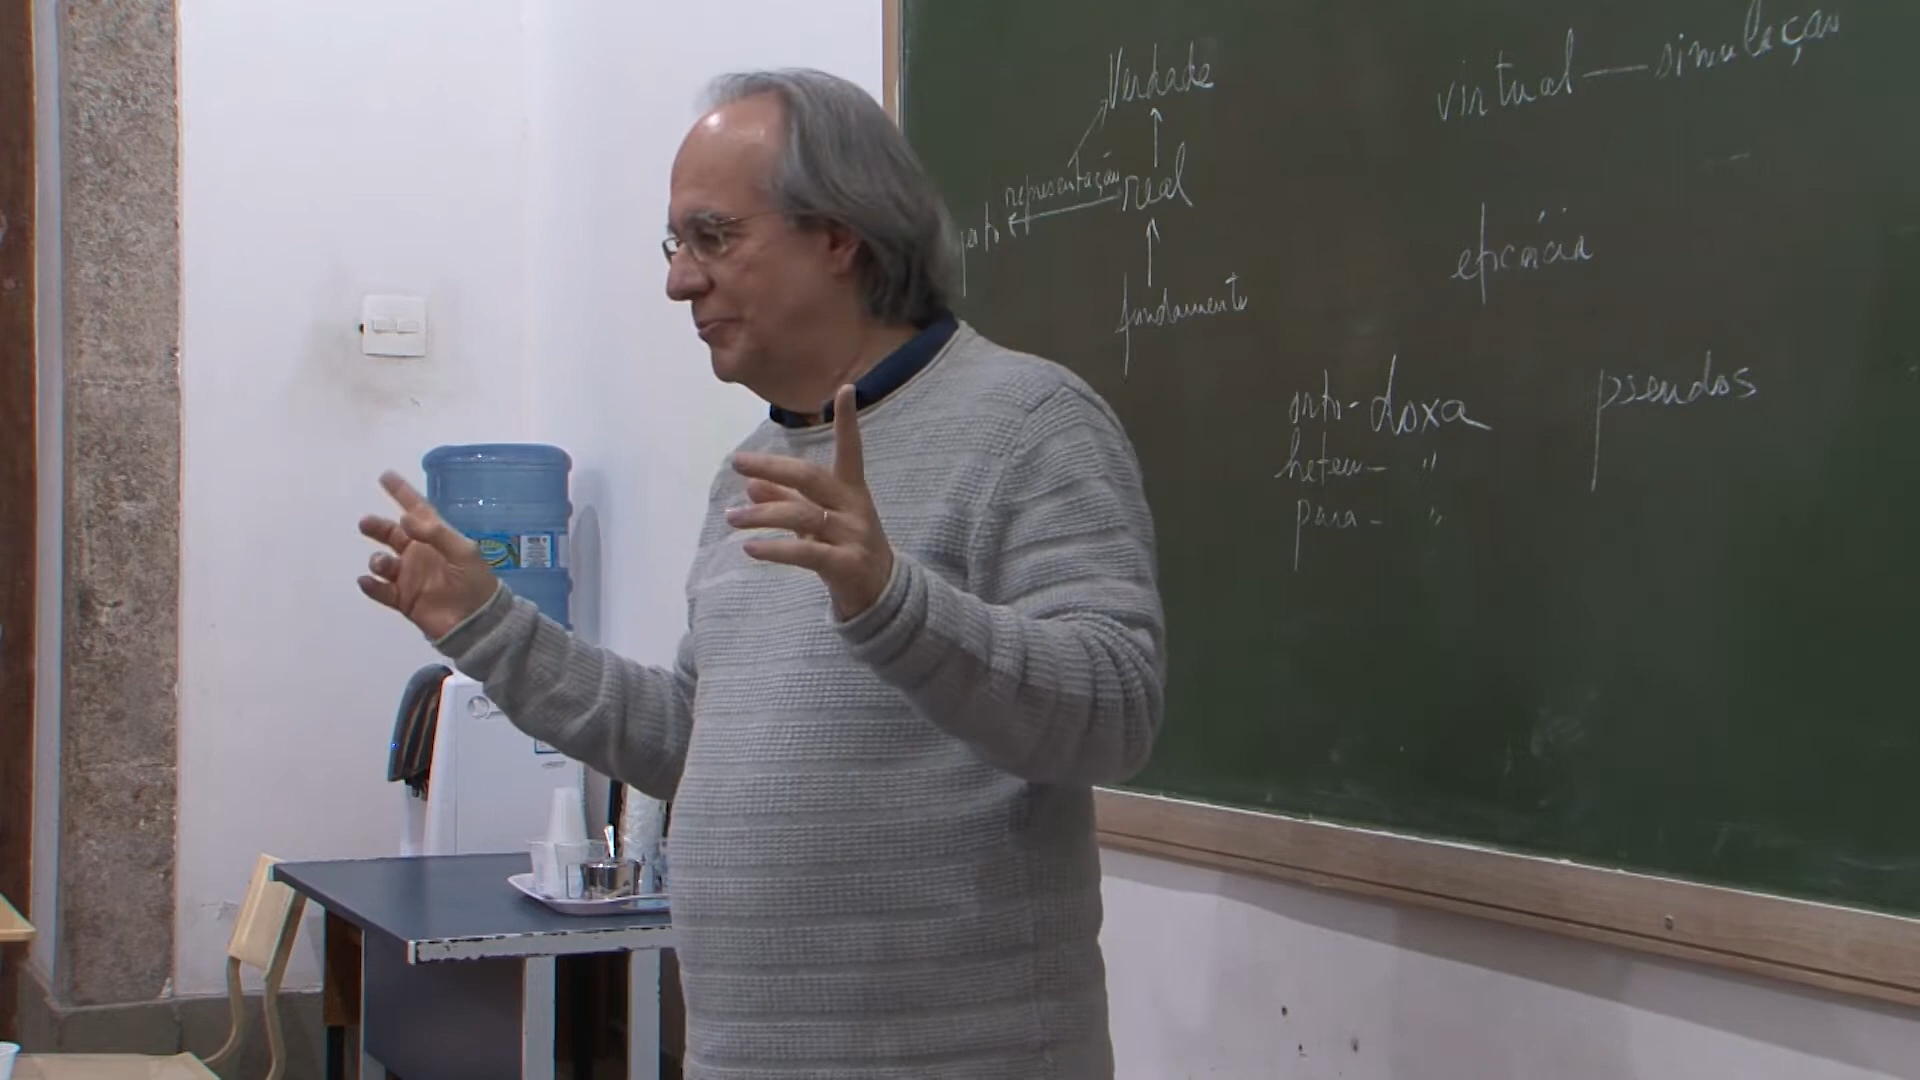 Verdade
virtual — simulação
representação
real
eficácia
fundamento
orto- doxa
pseudos
hetero- "
para- "